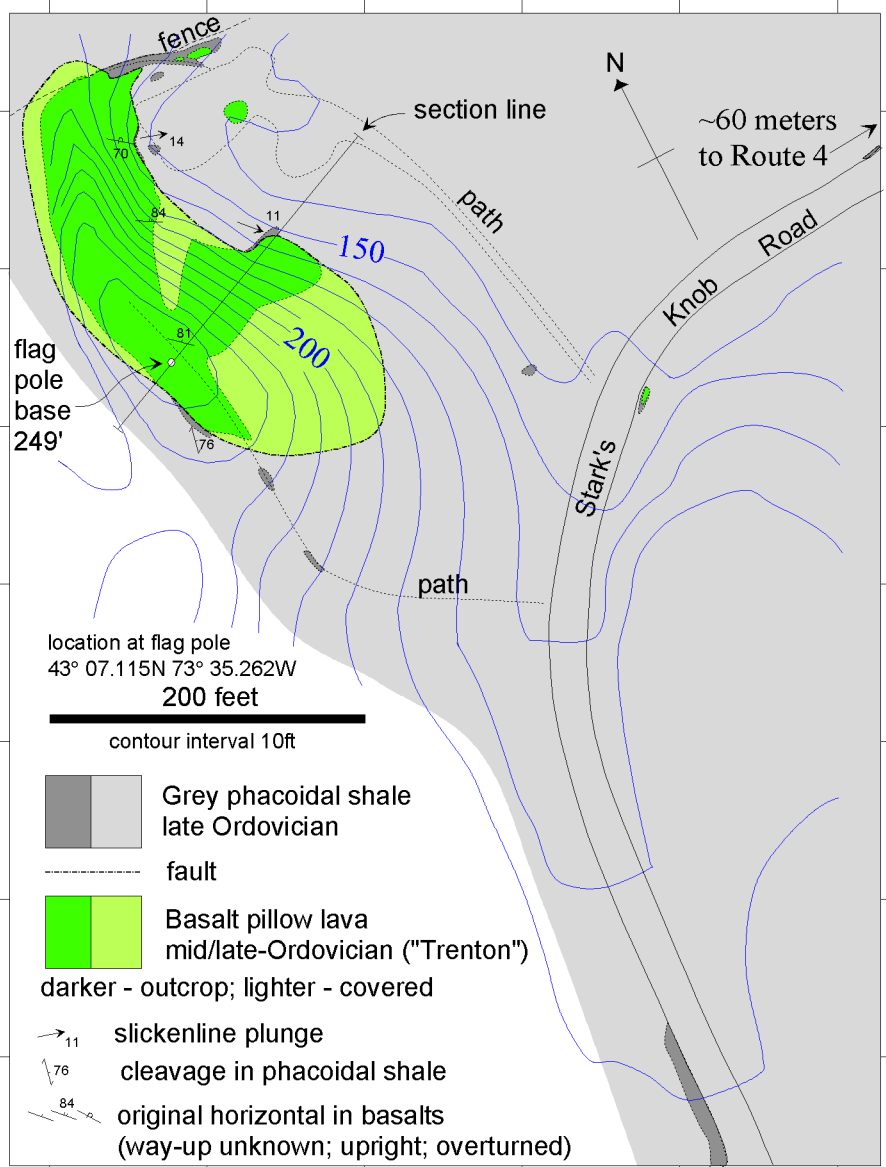 fence
N
section line
~60 meters
to Route 4
14
70
path
84
11
150
Knob
Road
81
200
flag
pole
base
249'
76
Stark's
path
location at flag pole
43° 07.115N 73° 35.262W
200 feet
contour interval 10ft
Grey phacoidal shale
late Ordovician
fault
Basalt pillow lava
mid/late-Ordovician ("Trenton")
darker - outcrop; lighter - covered
11
slickenline plunge
76
cleavage in phacoidal shale
84
original horizontal in basalts
(way-up unknown; upright; overturned)